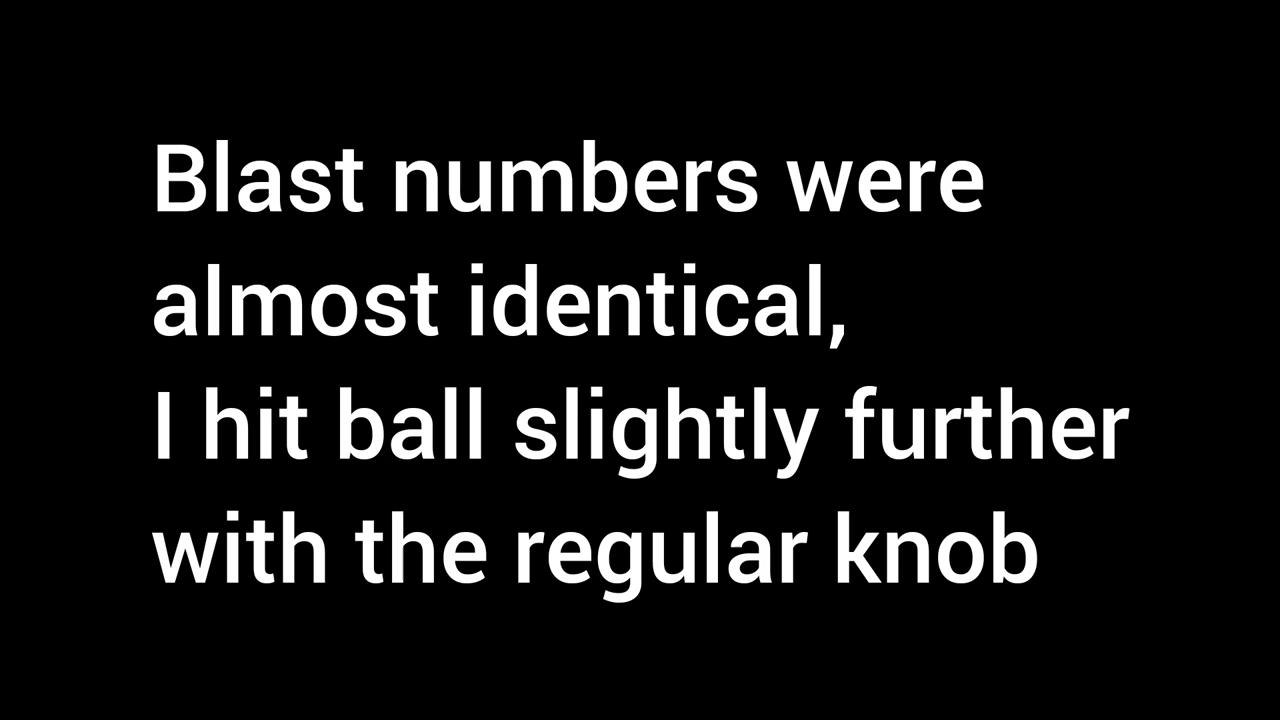 Blast numbers were
almost identical,
I hit ball slightly further
with the regular knob